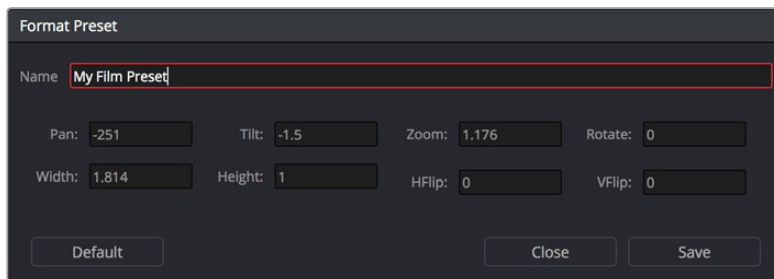 Format Preset
Name My Film Preset
Pan: -251 Tilt: -1.5 Zoom: 1.176 Rotate: 0
Width: 1.814 Height: 1 HFlip: 0 VFlip: 0
Default Close Save